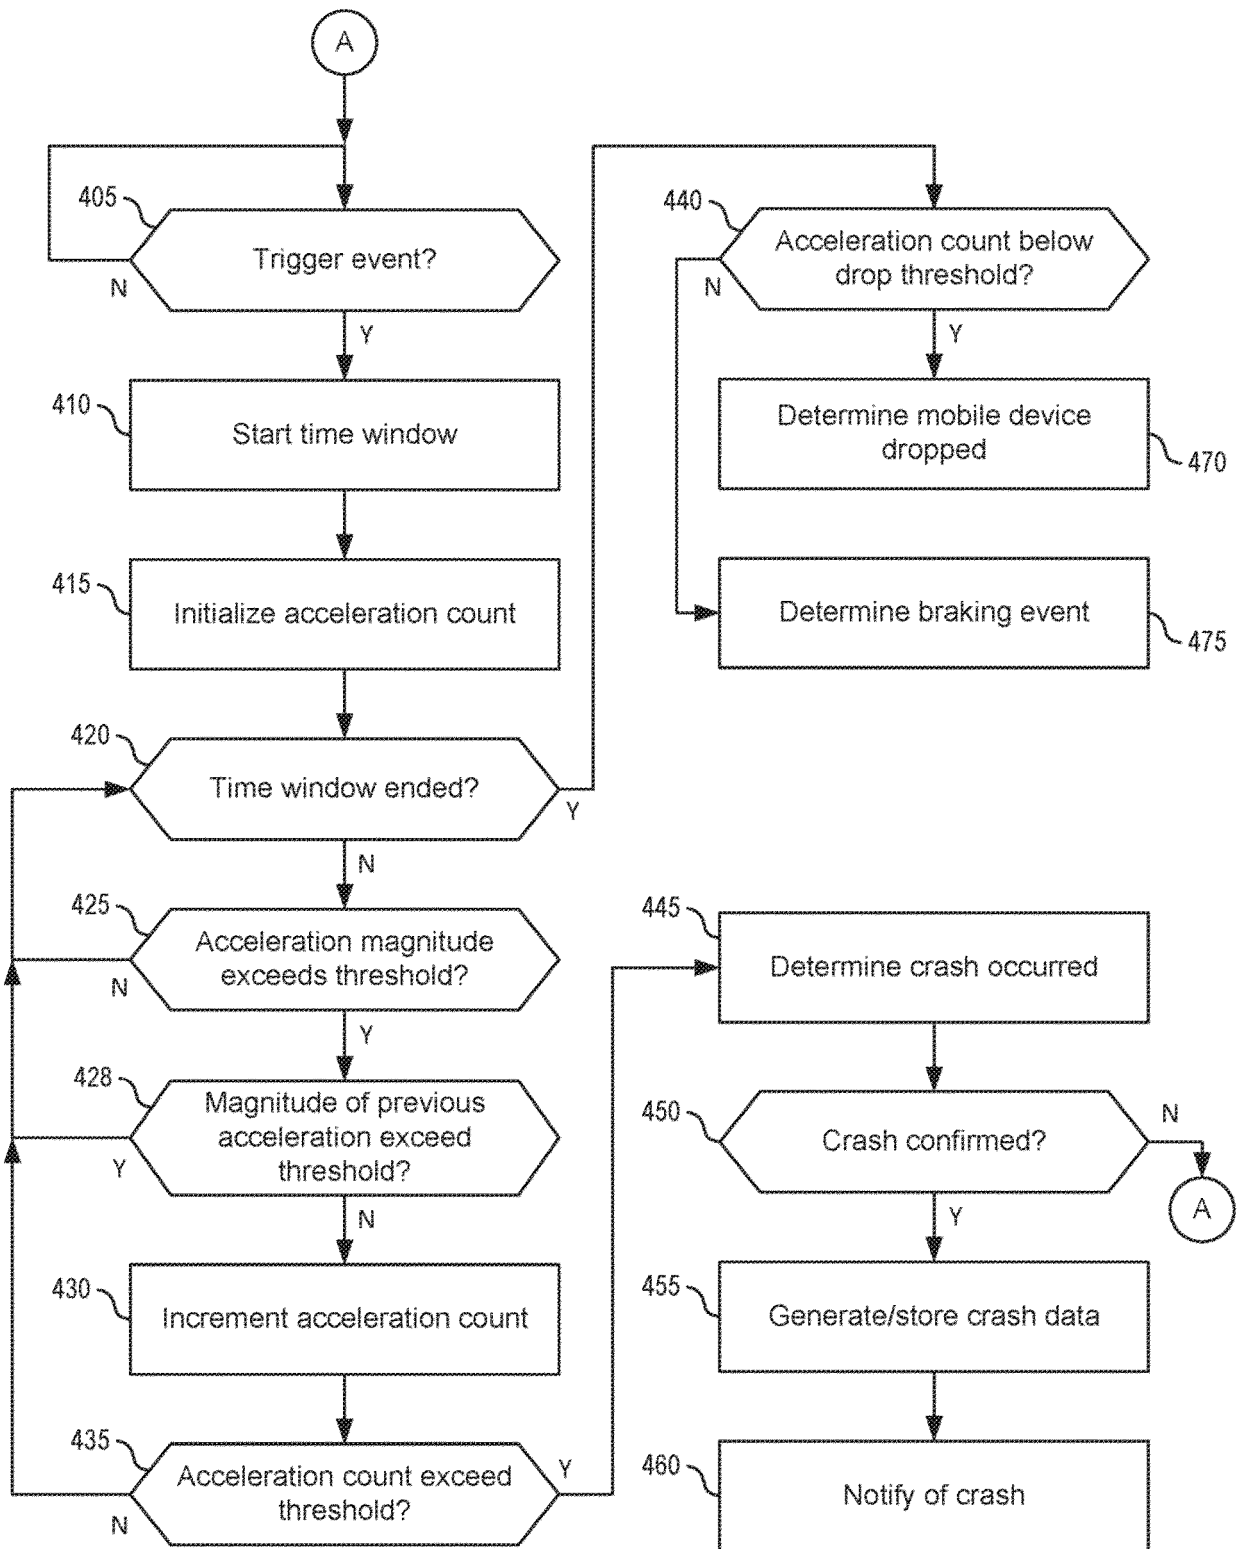 A
405
Trigger event?
N
Y
410
Start time window
415
Initialize acceleration count
420
Time window ended?
Y
N
425
Acceleration magnitude
exceeds threshold?
N
Y
428
Magnitude of previous
acceleration exceed
threshold?
Y
N
430
Increment acceleration count
435
Acceleration count exceed
threshold?
Y
N
440
Acceleration count below
drop threshold?
N
Y
Determine mobile device
dropped
470
Determine braking event
475
445
Determine crash occurred
450
Crash confirmed?
N
A
Y
455
Generate/store crash data
460
Notify of crash